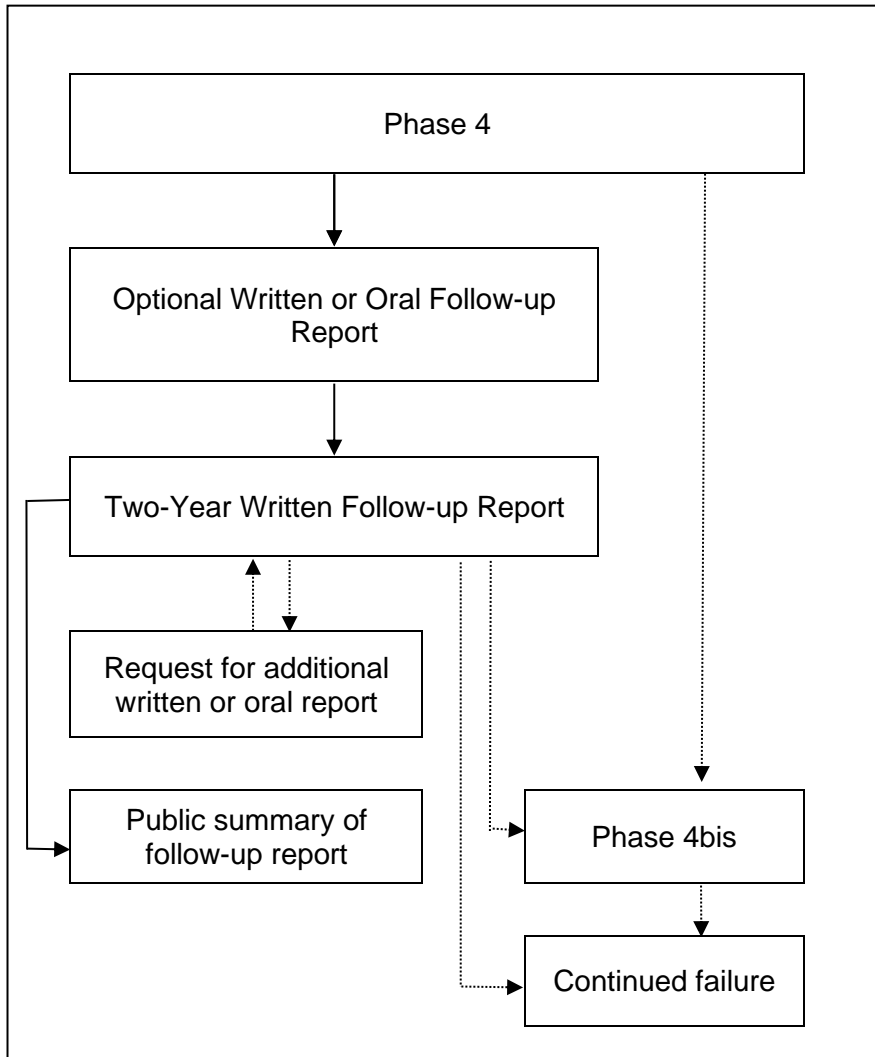 Phase 4
Optional Written or Oral Follow-up
Report
Two-Year Written Follow-up Report
Request for additional
written or oral report
Public summary of
follow-up report
Phase 4bis
Continued failure